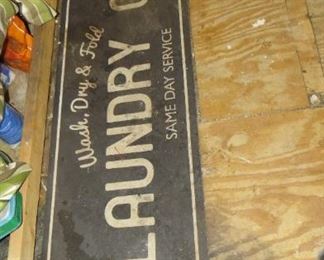 Wash, Dry & Fold
LAUNDRY C
SAME DAY SERVICE